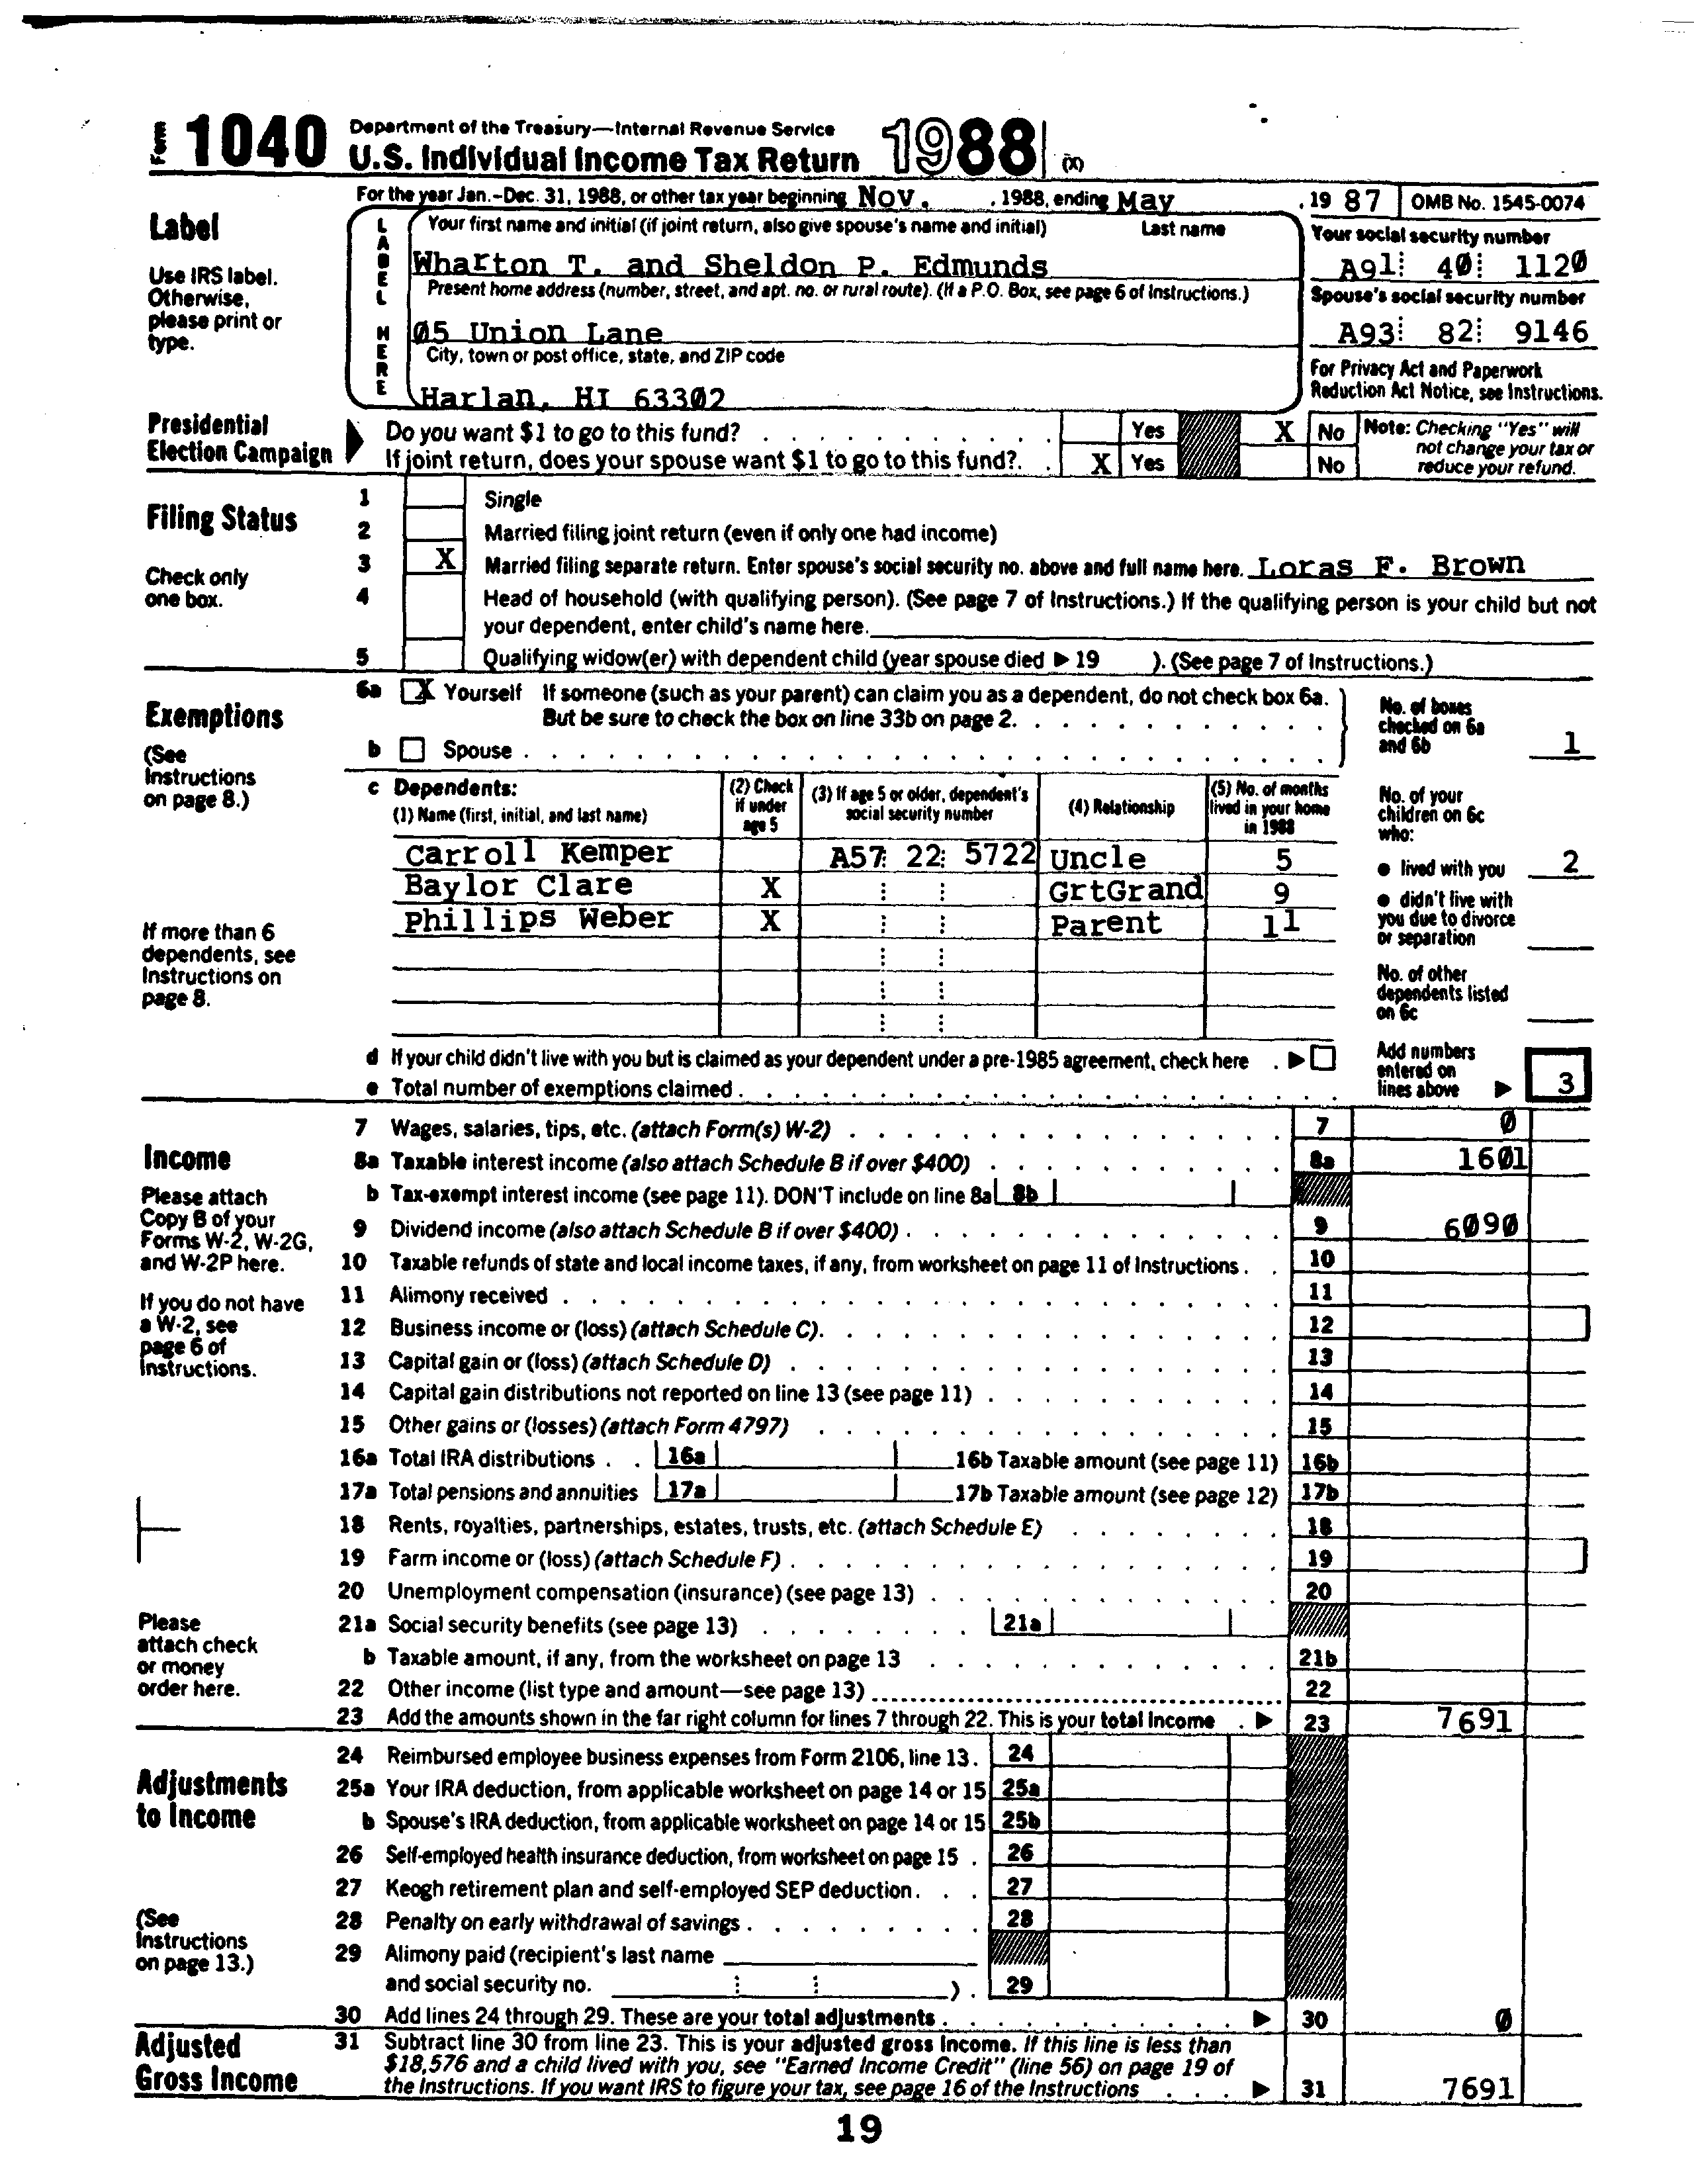 Form 1040 Department of the Treasury—Internal Revenue Service
U.S. Individual Income Tax Return 1988 (X)
For the year Jan.-Dec. 31, 1988, or other tax year beginning Nov. , 1988, ending May , 19 87 OMB No. 1545-0074
Label
Use IRS label. Otherwise, please print or type.
LABEL HERE
Your first name and initial (if joint return, also give spouse's name and initial) Last name
Wharton T. and Sheldon P. Edmunds
Your social security number
A91 40 1120
Present home address (number, street, and apt. no. or rural route). (If a P.O. Box, see page 6 of Instructions.)
05 Union Lane
Spouse's social security number
A93 82 9146
City, town or post office, state, and ZIP code
Harlan, HI 63302
For Privacy Act and Paperwork Reduction Act Notice, see Instructions.
Presidential Election Campaign
Do you want $1 to go to this fund? Yes X No
If joint return, does your spouse want $1 to go to this fund? X Yes No
Note: Checking "Yes" will not change your tax or reduce your refund.
Filing Status
Check only one box.
1 Single
2 Married filing joint return (even if only one had income)
3 X Married filing separate return. Enter spouse's social security no. above and full name here. Loras F. Brown
4 Head of household (with qualifying person). (See page 7 of Instructions.) If the qualifying person is your child but not
your dependent, enter child's name here.
5 Qualifying widow(er) with dependent child (year spouse died ▶ 19 ). (See page 7 of Instructions.)
Exemptions
(See Instructions on page 8.)
6a X Yourself If someone (such as your parent) can claim you as a dependent, do not check box 6a.
But be sure to check the box on line 33b on page 2.
b Spouse
No. of boxes checked on 6a and 6b 1
c Dependents:
(1) Name (first, initial, and last name) (2) Check if under age 5 (3) If age 5 or older, dependent's social security number (4) Relationship (5) No. of months lived in your home in 1988
Carroll Kemper A57 22 5722 Uncle 5
Baylor Clare X GrtGrand 9
Phillips Weber X Parent 11
If more than 6 dependents, see Instructions on page 8.
No. of your children on 6c who:
• lived with you 2
• didn't live with you due to divorce or separation
No. of other dependents listed on 6c
d If your child didn't live with you but is claimed as your dependent under a pre-1985 agreement, check here ▶
e Total number of exemptions claimed
Add numbers entered on lines above ▶ 3
Income
Please attach Copy B of your Forms W-2, W-2G, and W-2P here.
If you do not have a W-2, see page 6 of Instructions.
Please attach check or money order here.
7 Wages, salaries, tips, etc. (attach Form(s) W-2) 7 0
8a Taxable interest income (also attach Schedule B if over $400) 8a 1601
b Tax-exempt interest income (see page 11). DON'T include on line 8a 8b
9 Dividend income (also attach Schedule B if over $400) 9 6090
10 Taxable refunds of state and local income taxes, if any, from worksheet on page 11 of Instructions 10
11 Alimony received 11
12 Business income or (loss) (attach Schedule C) 12
13 Capital gain or (loss) (attach Schedule D) 13
14 Capital gain distributions not reported on line 13 (see page 11) 14
15 Other gains or (losses) (attach Form 4797) 15
16a Total IRA distributions 16a 16b Taxable amount (see page 11) 16b
17a Total pensions and annuities 17a 17b Taxable amount (see page 12) 17b
18 Rents, royalties, partnerships, estates, trusts, etc. (attach Schedule E) 18
19 Farm income or (loss) (attach Schedule F) 19
20 Unemployment compensation (insurance) (see page 13) 20
21a Social security benefits (see page 13) 21a
b Taxable amount, if any, from the worksheet on page 13 21b
22 Other income (list type and amount—see page 13) 22
23 Add the amounts shown in the far right column for lines 7 through 22. This is your total income ▶ 23 7691
Adjustments to Income
(See Instructions on page 13.)
24 Reimbursed employee business expenses from Form 2106, line 13 24
25a Your IRA deduction, from applicable worksheet on page 14 or 15 25a
b Spouse's IRA deduction, from applicable worksheet on page 14 or 15 25b
26 Self-employed health insurance deduction, from worksheet on page 15 26
27 Keogh retirement plan and self-employed SEP deduction 27
28 Penalty on early withdrawal of savings 28
29 Alimony paid (recipient's last name
and social security no. ) 29
30 Add lines 24 through 29. These are your total adjustments ▶ 30 0
Adjusted Gross Income
31 Subtract line 30 from line 23. This is your adjusted gross income. If this line is less than
$18,576 and a child lived with you, see "Earned Income Credit" (line 56) on page 19 of
the Instructions. If you want IRS to figure your tax, see page 16 of the Instructions ▶ 31 7691
19